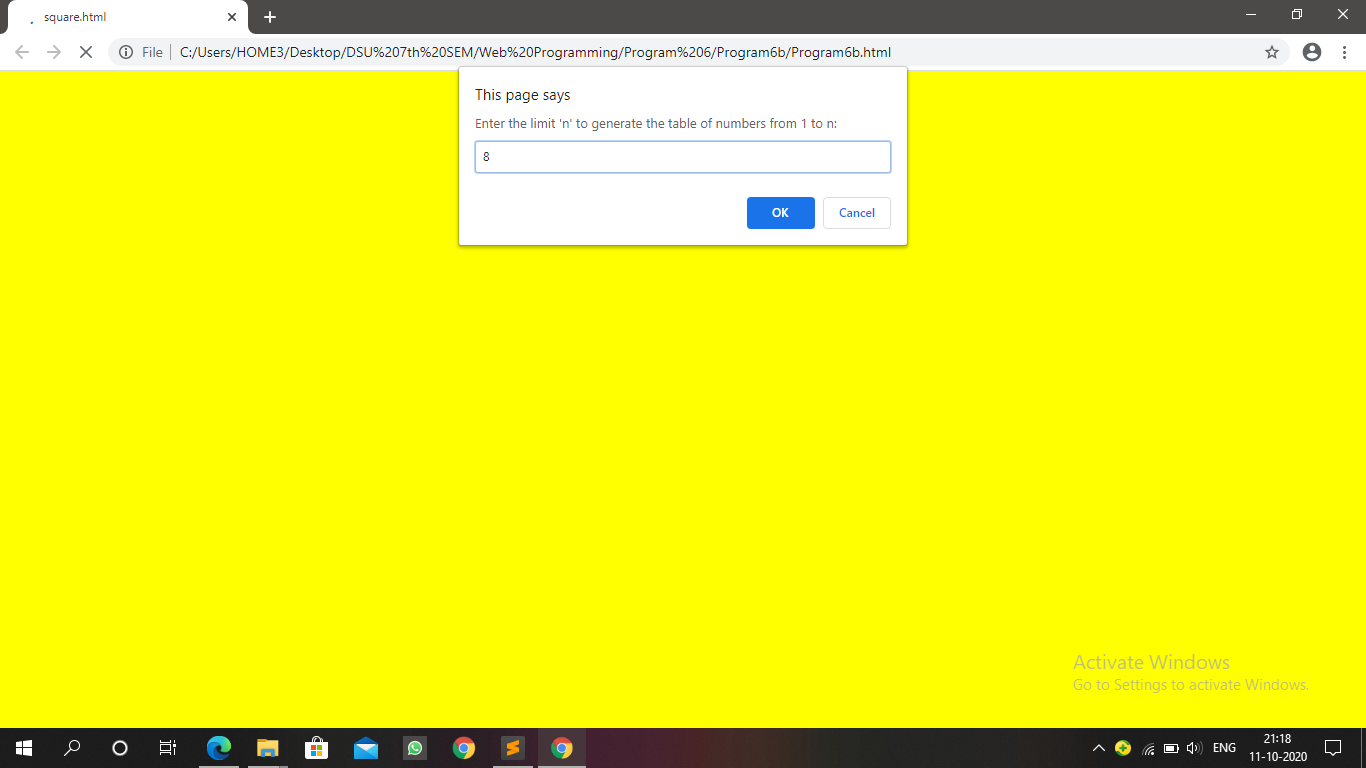 square.html
File
C:/Users/HOME3/Desktop/DSU%207th%20SEM/Web%20Programming/Program%206/Program6b/Program6b.html
This page says
Enter the limit 'n' to generate the table of numbers from 1 to n:
8
OK
Cancel
Activate Windows
Go to Settings to activate Windows.
ENG
21:18
11-10-2020